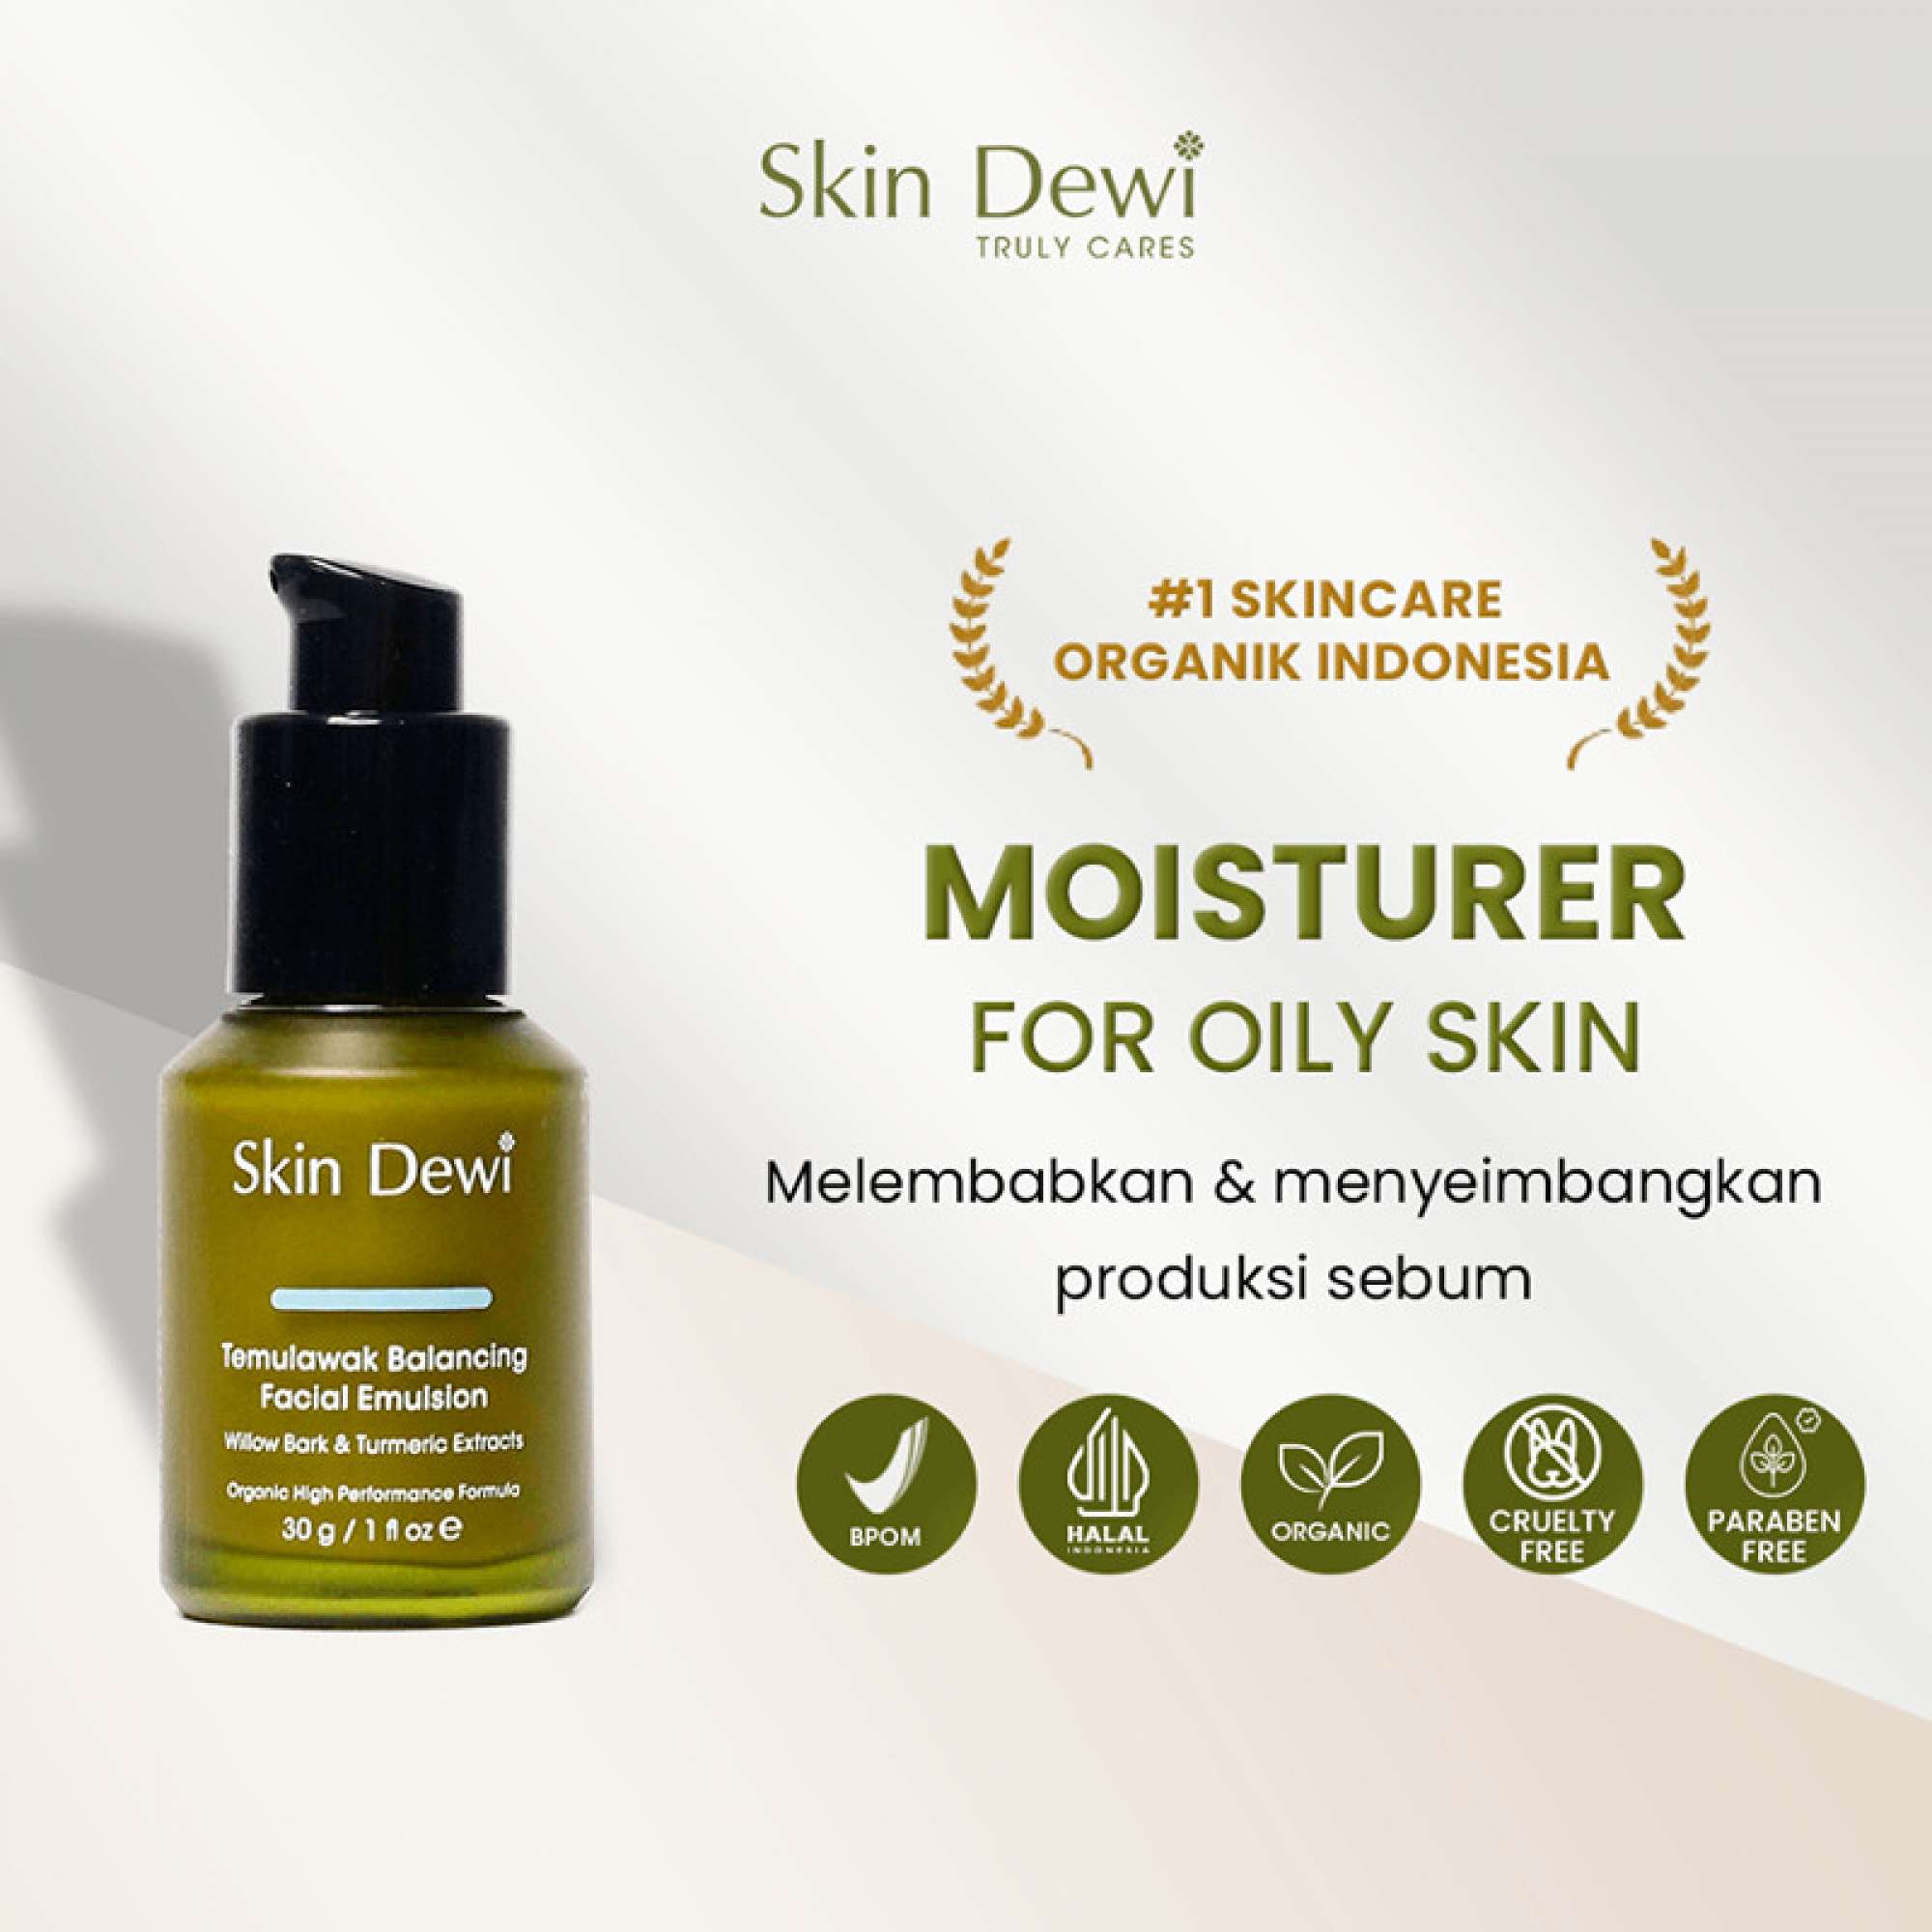 Skin Dewi
TRULY CARES
#1 SKINCARE
ORGANIK INDONESIA
MOISTURER
FOR OILY SKIN
Melembabkan & menyeimbangkan
produksi sebum
BPOM
HALAL
INDONESIA
ORGANIC
CRUELTY
FREE
PARABEN
FREE
Skin Dewi
Temulawak Balancing
Facial Emulsion
Willow Bark & Turmeric Extracts
Organic High Performance Formula
30 g / 1 fl oz e